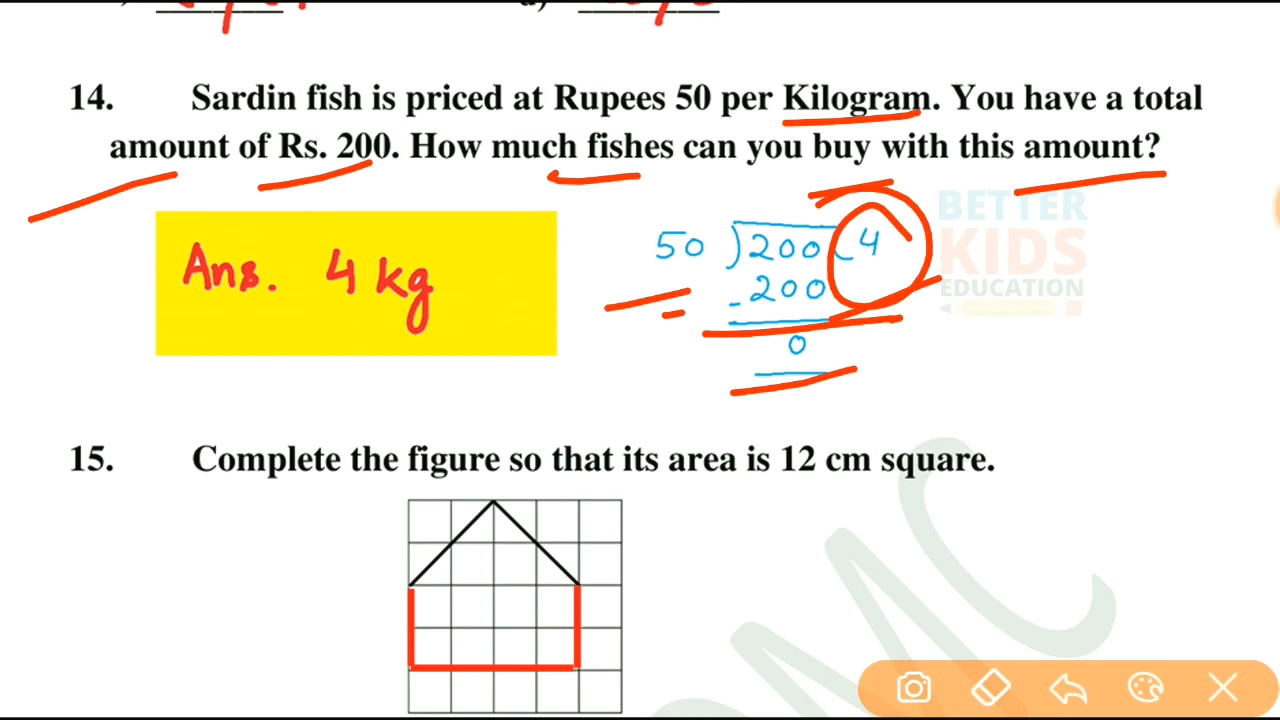 14. Sardin fish is priced at Rupees 50 per Kilogram. You have a total
amount of Rs. 200. How much fishes can you buy with this amount?
Ans. 4 kg
50 ) 200 ( 4
- 200
0
BETTER
KIDS
EDUCATION
15. Complete the figure so that its area is 12 cm square.